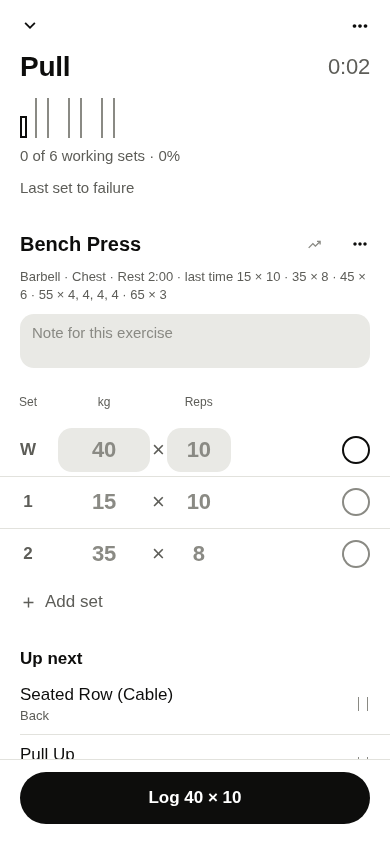 Pull
0:02
0 of 6 working sets · 0%
Last set to failure
Bench Press
Barbell · Chest · Rest 2:00 · last time 15 × 10 · 35 × 8 · 45 ×
6 · 55 × 4, 4, 4, 4 · 65 × 3
Note for this exercise
Set kg Reps
W 40 × 10
1 15 × 10
2 35 × 8
+ Add set
Up next
Seated Row (Cable)
Back
Pull Up
Log 40 × 10